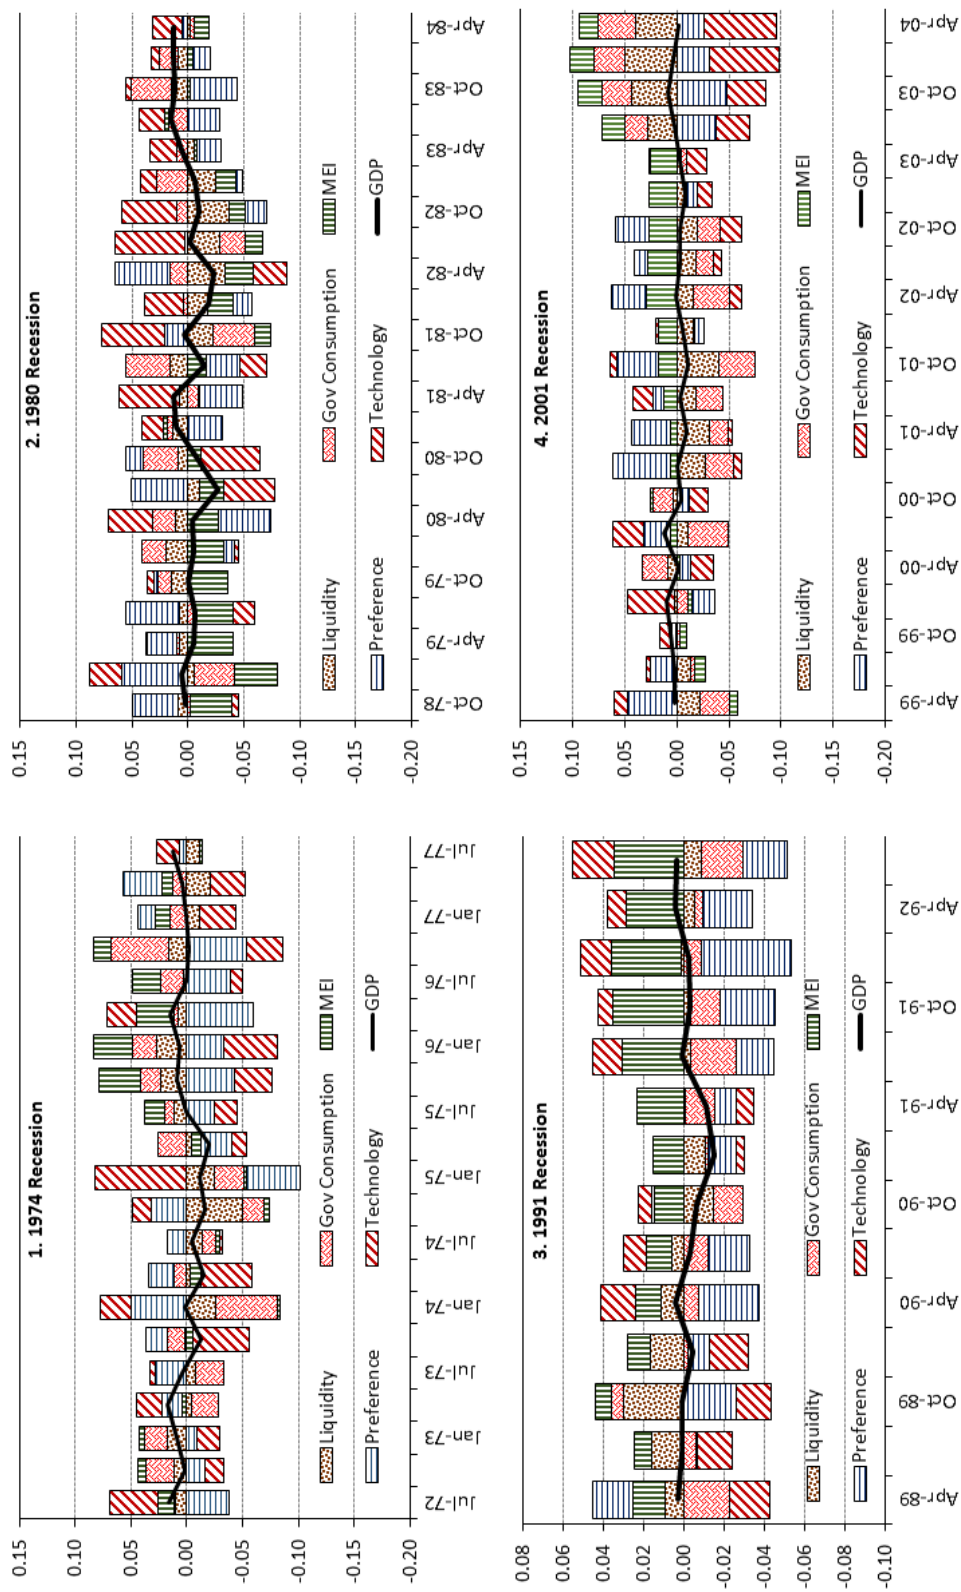 1. 1974 Recession
0.15
0.10
0.05
0.00
-0.05
-0.10
-0.15
-0.20
Jul-72
Jan-73
Jul-73
Jan-74
Jul-74
Jan-75
Jul-75
Jan-76
Jul-76
Jan-77
Jul-77
Liquidity
Gov Consumption
MEI
Preference
Technology
GDP
2. 1980 Recession
0.15
0.10
0.05
0.00
-0.05
-0.10
-0.15
-0.20
Oct-78
Apr-79
Oct-79
Apr-80
Oct-80
Apr-81
Oct-81
Apr-82
Oct-82
Apr-83
Oct-83
Apr-84
Liquidity
Gov Consumption
MEI
Preference
Technology
GDP
3. 1991 Recession
0.08
0.06
0.04
0.02
0.00
-0.02
-0.04
-0.06
-0.08
-0.10
Apr-89
Oct-89
Apr-90
Oct-90
Apr-91
Oct-91
Apr-92
Liquidity
Gov Consumption
MEI
Preference
Technology
GDP
4. 2001 Recession
0.15
0.10
0.05
0.00
-0.05
-0.10
-0.15
-0.20
Apr-99
Oct-99
Apr-00
Oct-00
Apr-01
Oct-01
Apr-02
Oct-02
Apr-03
Oct-03
Apr-04
Liquidity
Gov Consumption
MEI
Preference
Technology
GDP